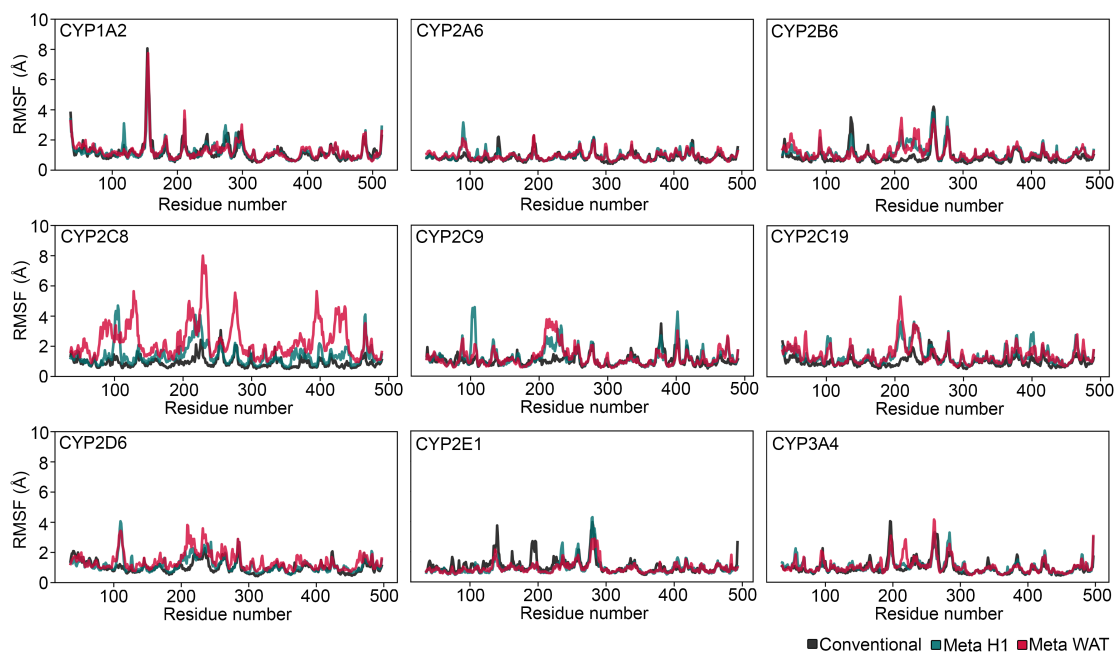 CYP1A2
CYP2A6
CYP2B6
RMSF (Å)
10
8
6
4
2
0
100 200 300 400 500
100 200 300 400 500
100 200 300 400 500
Residue number
Residue number
Residue number
CYP2C8
CYP2C9
CYP2C19
RMSF (Å)
10
8
6
4
2
0
100 200 300 400 500
100 200 300 400 500
100 200 300 400 500
Residue number
Residue number
Residue number
CYP2D6
CYP2E1
CYP3A4
RMSF (Å)
10
8
6
4
2
0
100 200 300 400 500
100 200 300 400 500
100 200 300 400 500
Residue number
Residue number
Residue number
Conventional Meta H1 Meta WAT